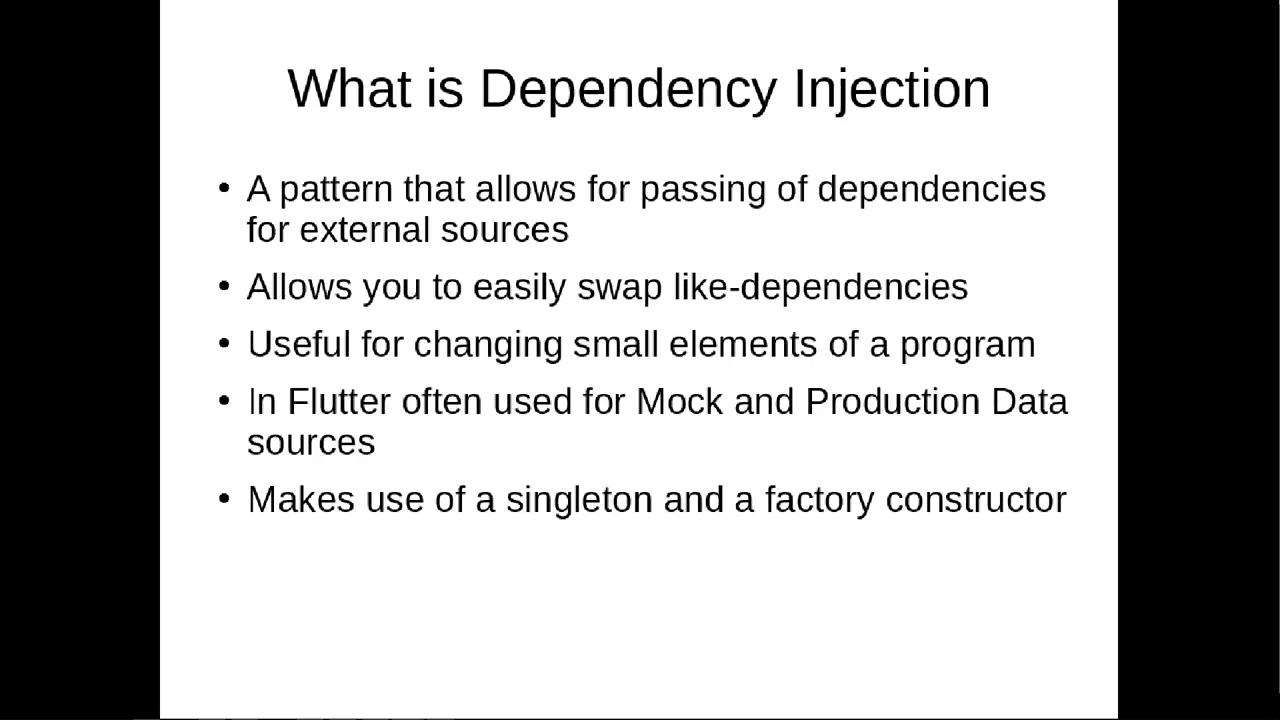 What is Dependency Injection
• A pattern that allows for passing of dependencies
for external sources
• Allows you to easily swap like-dependencies
• Useful for changing small elements of a program
• In Flutter often used for Mock and Production Data
sources
• Makes use of a singleton and a factory constructor